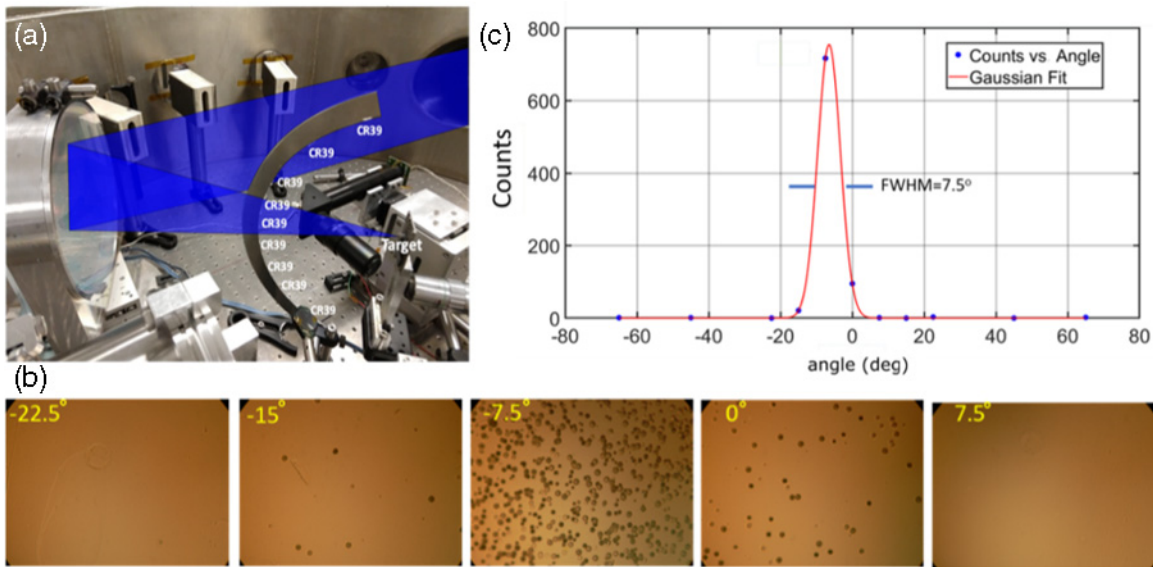 (a)
CR39
CR39
CR39
CR39
CR39
CR39
CR39
CR39
CR39
Target
(c)
800
600
400
200
0
Counts
Counts vs Angle
Gaussian Fit
FWHM=7.5°
-80
-60
-40
-20
0
20
40
60
80
angle (deg)
(b)
-22.5°
-15°
-7.5°
0°
7.5°